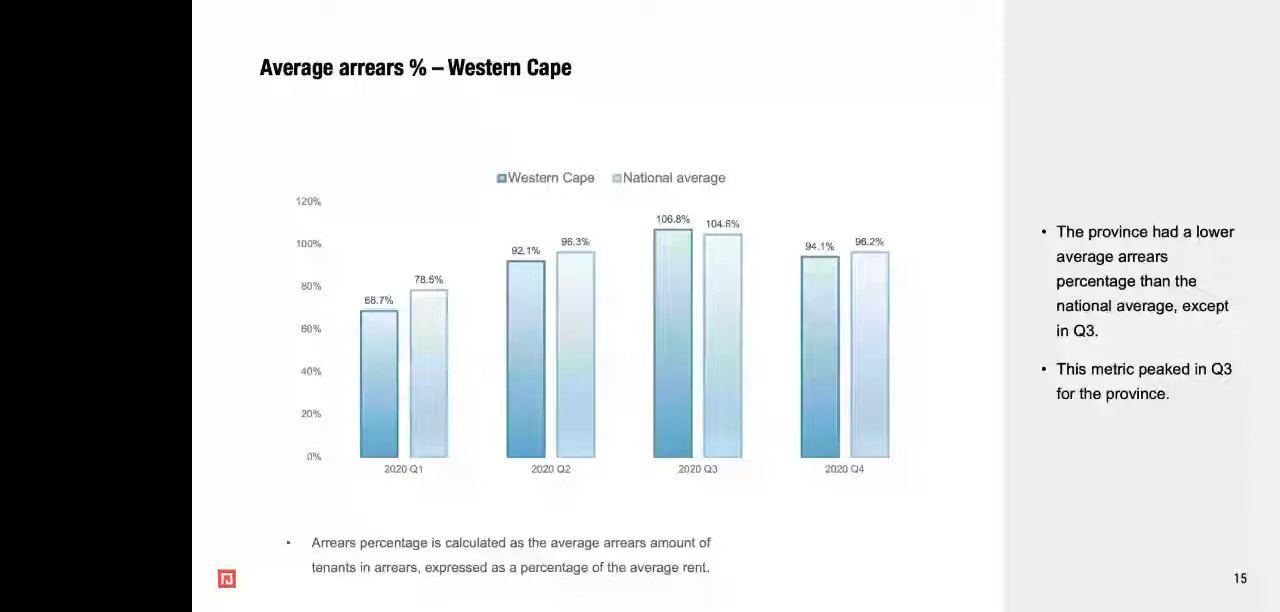 Average arrears % – Western Cape
Western Cape National average
120%
100%
80%
60%
40%
20%
0%
68.7%
78.5%
92.1%
96.3%
106.8%
104.6%
94.1%
96.2%
2020 Q1
2020 Q2
2020 Q3
2020 Q4
• Arrears percentage is calculated as the average arrears amount of
tenants in arrears, expressed as a percentage of the average rent.
• The province had a lower
average arrears
percentage than the
national average, except
in Q3.
• This metric peaked in Q3
for the province.
15